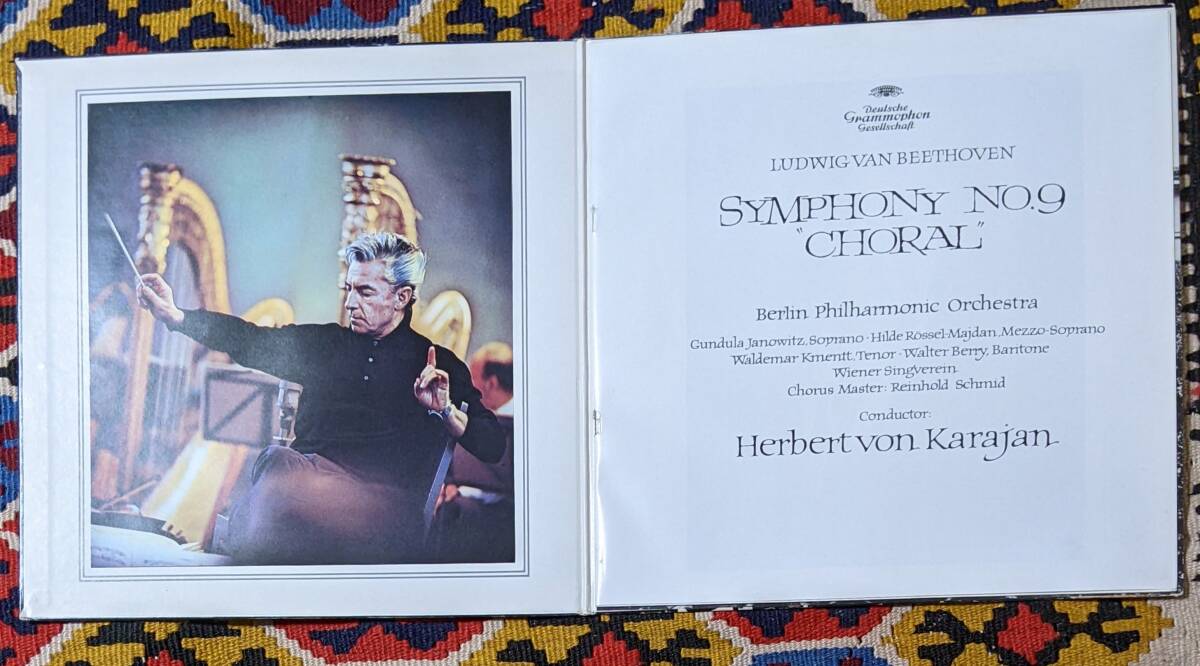 Deutsche
Grammophon
Gesellschaft
LUDWIG VAN BEETHOVEN
SYMPHONY NO.9
"CHORAL"
Berlin Philharmonic Orchestra
Gundula Janowitz, Soprano · Hilde Rössel-Majdan, Mezzo-Soprano
Waldemar Kmentt, Tenor · Walter Berry, Baritone
Wiener Singverein
Chorus Master: Reinhold Schmid
Conductor:
Herbert von Karajan